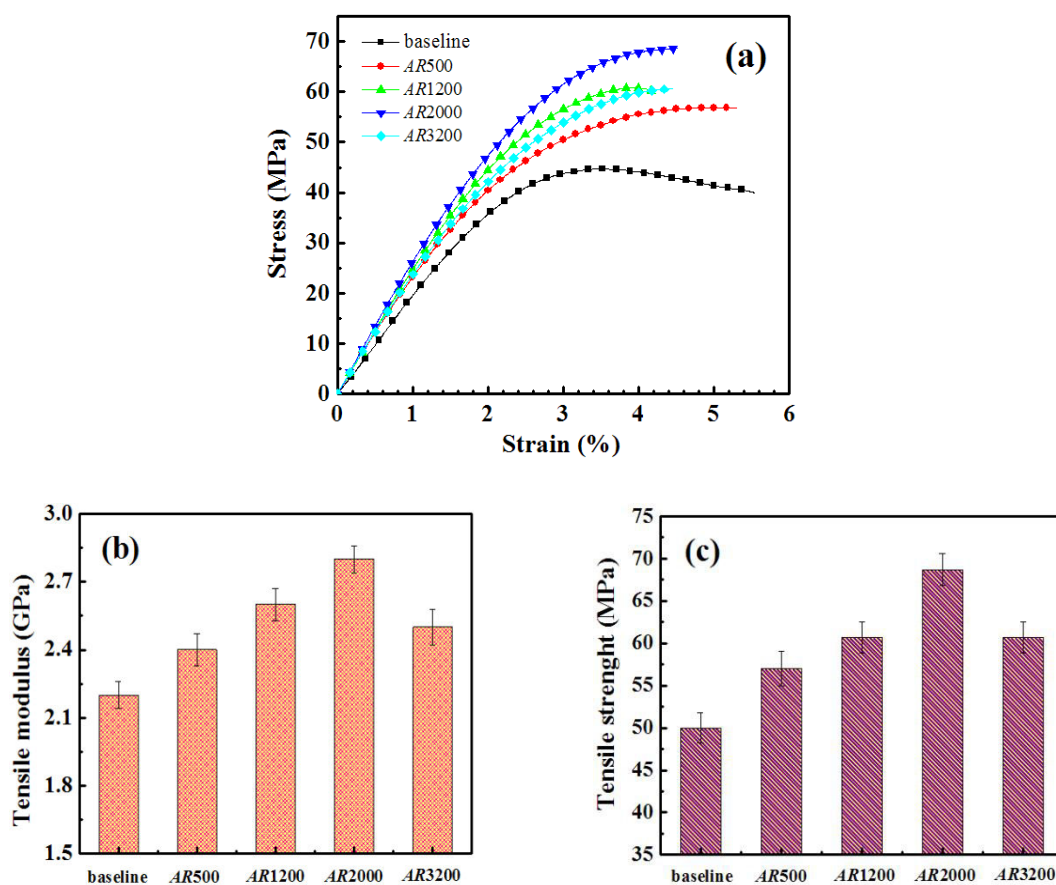 (a)
baseline
AR500
AR1200
AR2000
AR3200
70
60
50
40
30
20
10
0
Stress (MPa)
0 1 2 3 4 5 6
Strain (%)
(b)
3.0
2.7
2.4
2.1
1.8
1.5
Tensile modulus (GPa)
baseline AR500 AR1200 AR2000 AR3200
(c)
75
70
65
60
55
50
45
40
35
Tensile strenght (MPa)
baseline AR500 AR1200 AR2000 AR3200